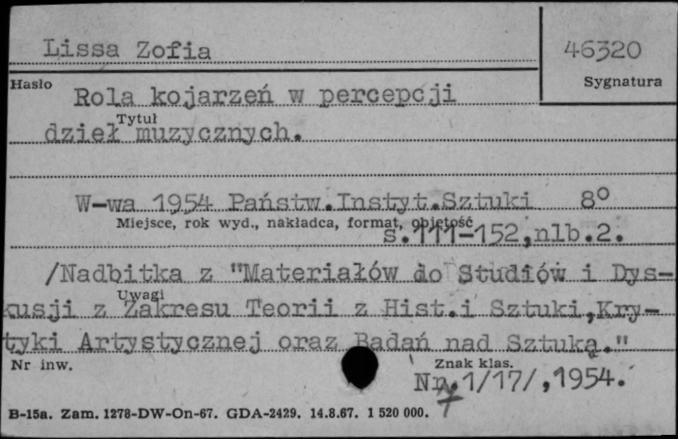 Lissa Zofia
46320
Hasło
Sygnatura
Rola kojarzeń w percepcji
Tytuł
dzieł muzycznych.
W-wa 1954 Państw.Instyt.Sztuki 8°
Miejsce, rok wyd., nakładca, format, objętość
s.111-152,nlb.2.
/Nadbitka z "Materiałów do Studiów i Dys-
Uwagi
kusji z Zakresu Teorii z Hist.i Sztuki,Kry-
tyki Artystycznej oraz Badań nad Sztuką."
Nr inw.
Znak klas.
Nr.1/17/,1954.
B-15a. Zam. 1278-DW-On-67. GDA-2429. 14.8.67. 1 520 000.